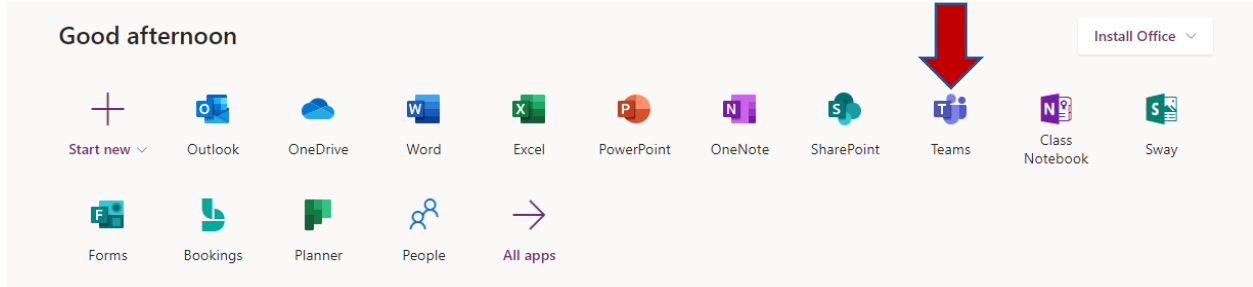 Good afternoon
Install Office
Start new
Outlook
OneDrive
Word
Excel
PowerPoint
OneNote
SharePoint
Teams
Class
Notebook
Sway
Forms
Bookings
Planner
People
All apps